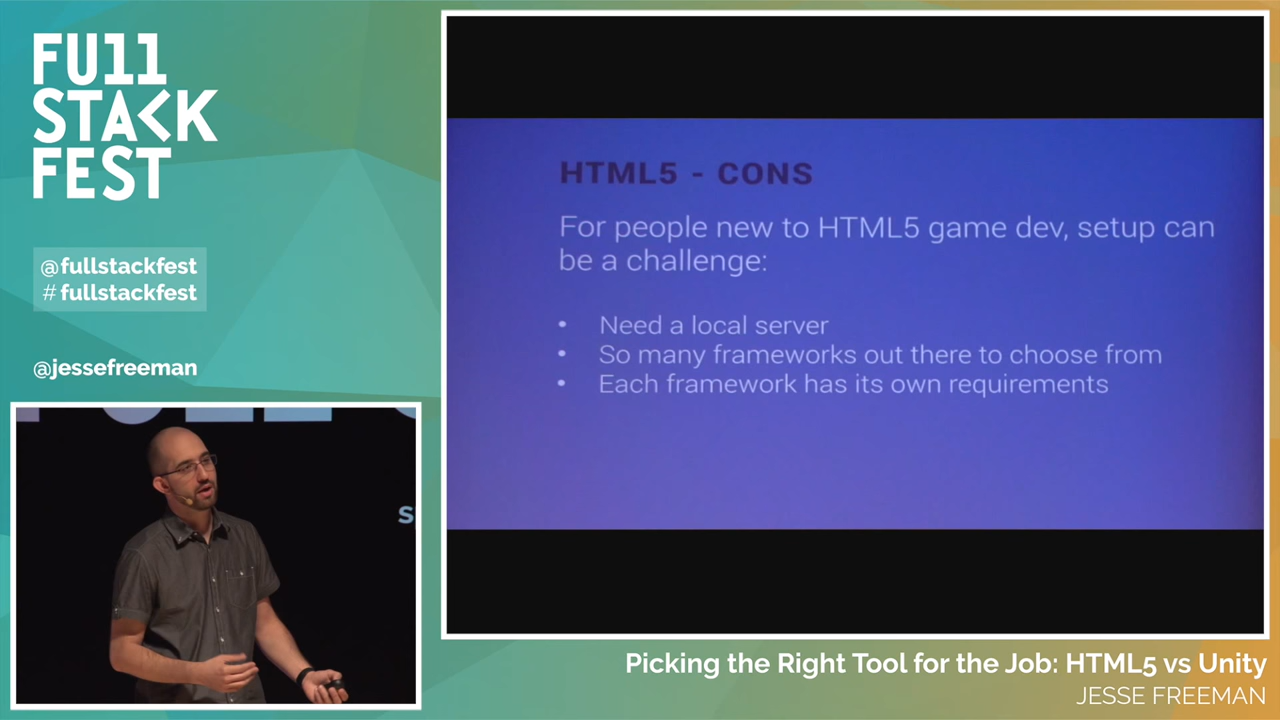 FULL
STACK
FEST
@fullstackfest
# fullstackfest
@jessefreeman
HTML5 - CONS
For people new to HTML5 game dev, setup can
be a challenge:
• Need a local server
• So many frameworks out there to choose from
• Each framework has its own requirements
Picking the Right Tool for the Job: HTML5 vs Unity
JESSE FREEMAN